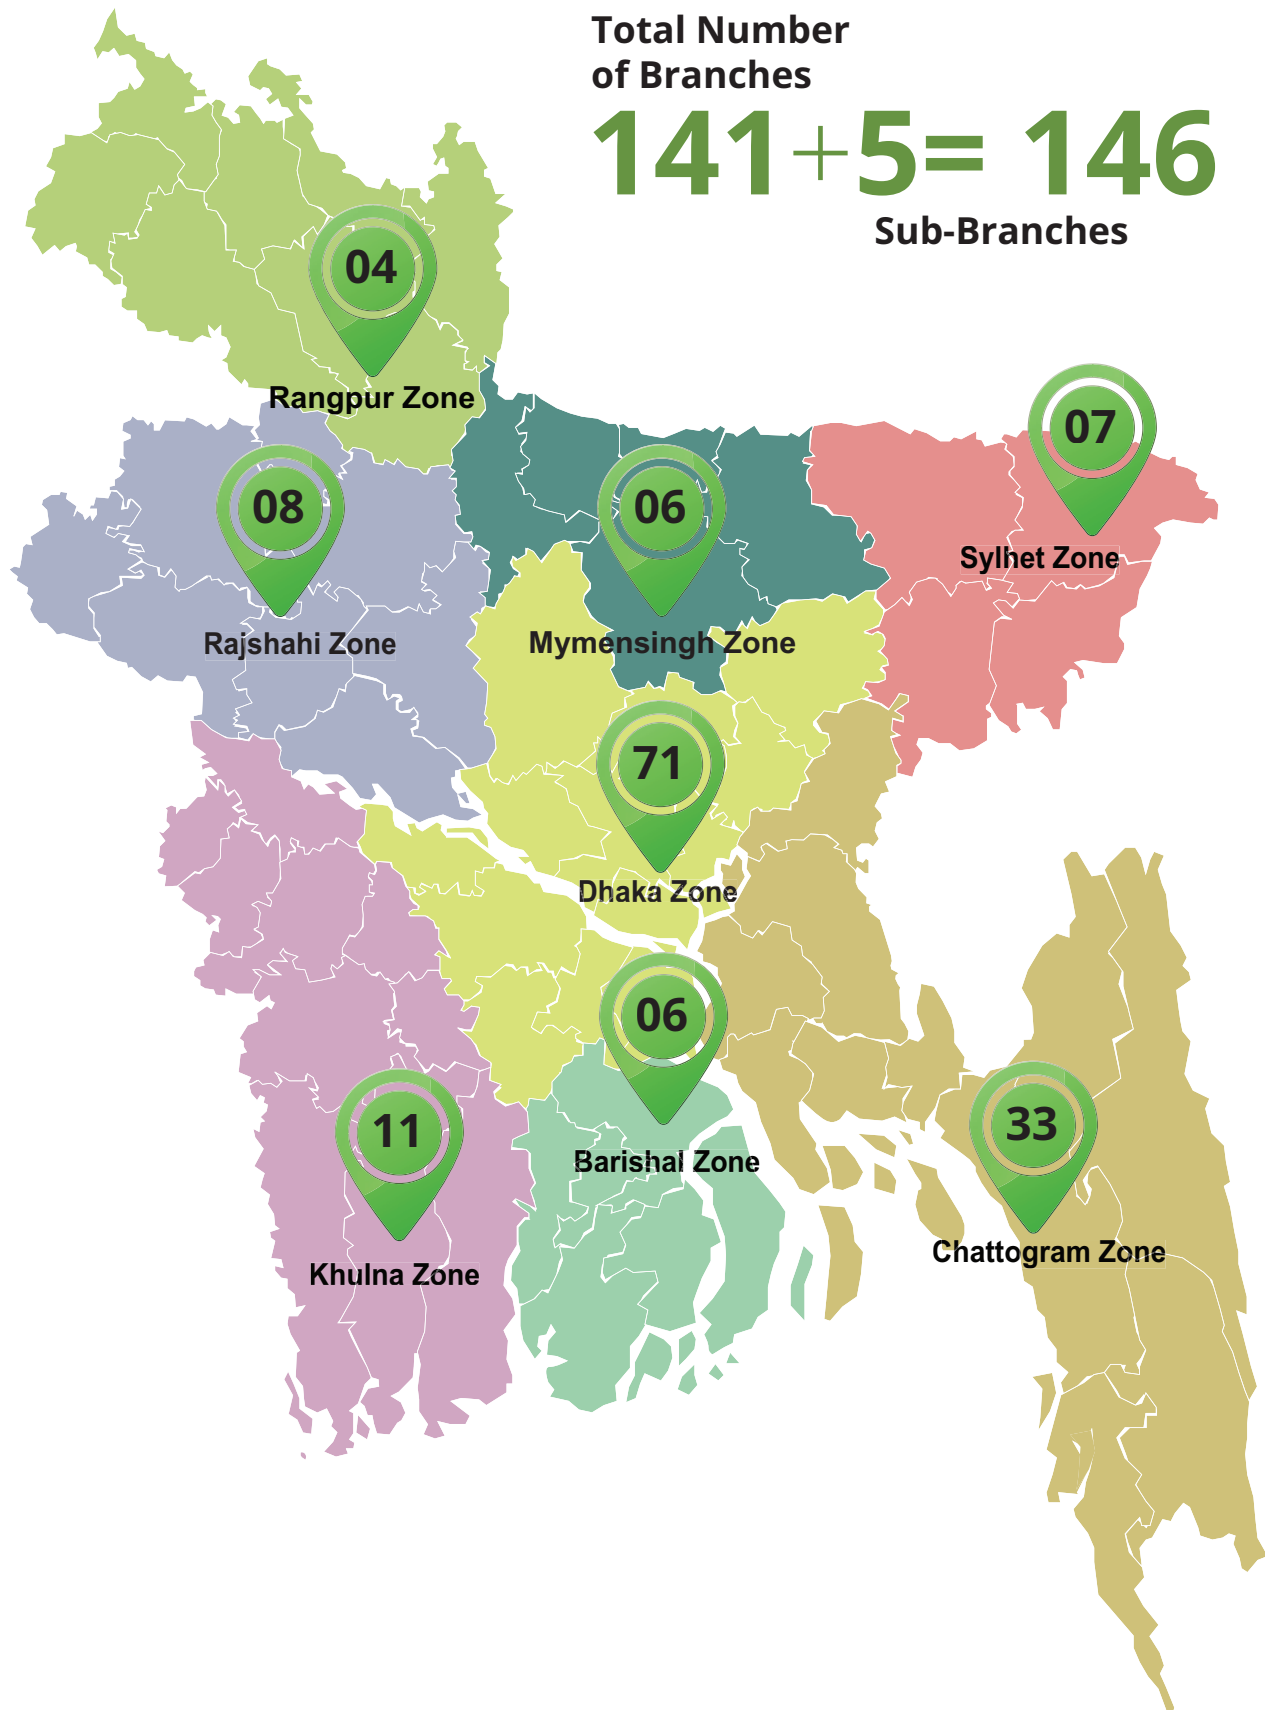 Total Number
of Branches
141+5= 146
Sub-Branches
04
Rangpur Zone
07
Sylhet Zone
08
Rajshahi Zone
06
Mymensingh Zone
71
Dhaka Zone
06
Barishal Zone
11
Khulna Zone
33
Chattogram Zone